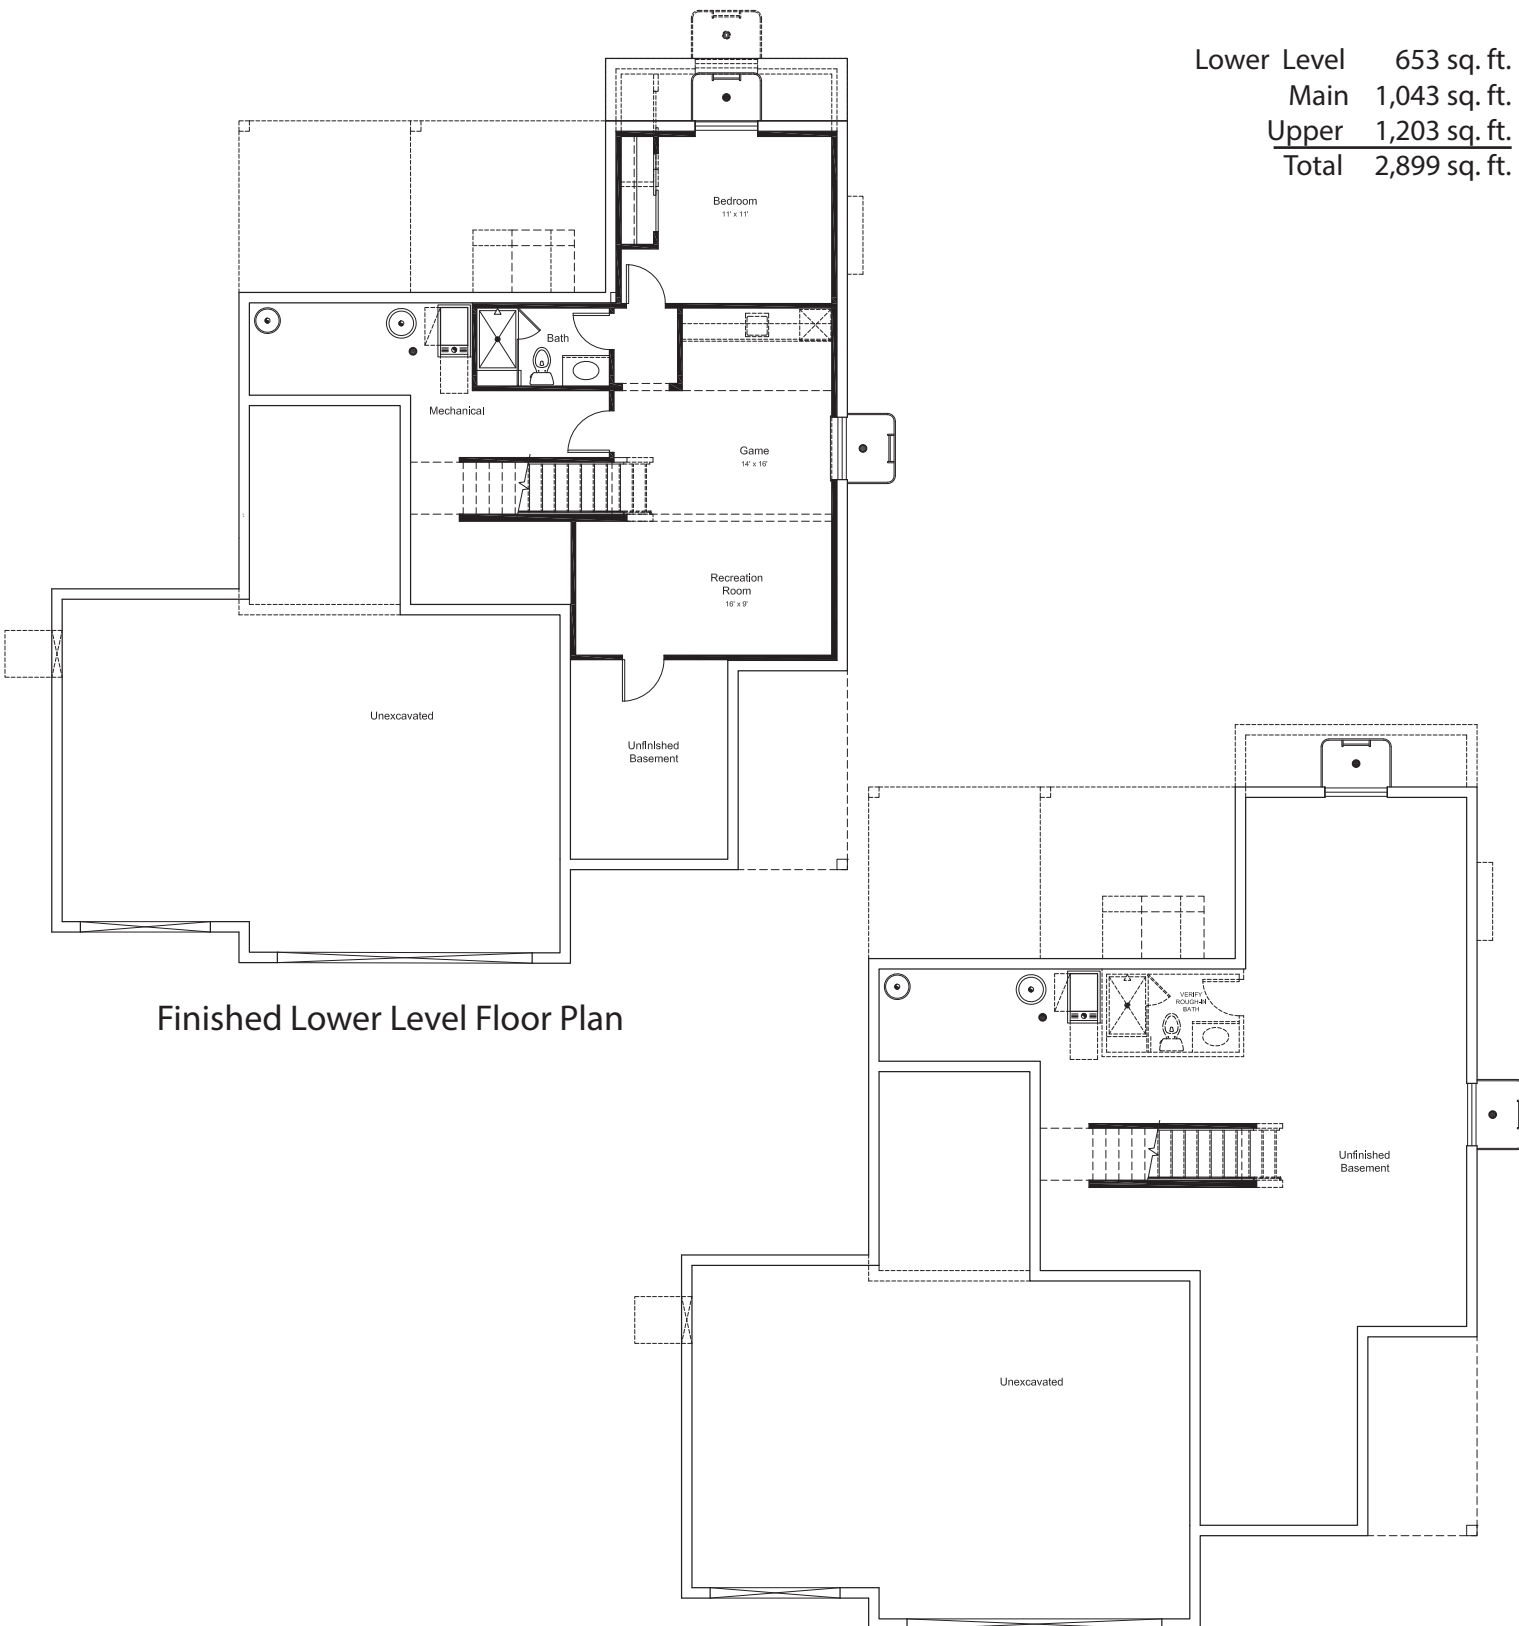 Lower Level 653 sq. ft.
Main 1,043 sq. ft.
Upper 1,203 sq. ft.
Total 2,899 sq. ft.
Bedroom
11' x 11'
Bath
Mechanical
Game
14' x 16'
Recreation
Room
16' x 9'
Unexcavated
Unfinished
Basement
Finished Lower Level Floor Plan
VERIFY
ROUGH-IN
BATH
Unfinished
Basement
Unexcavated